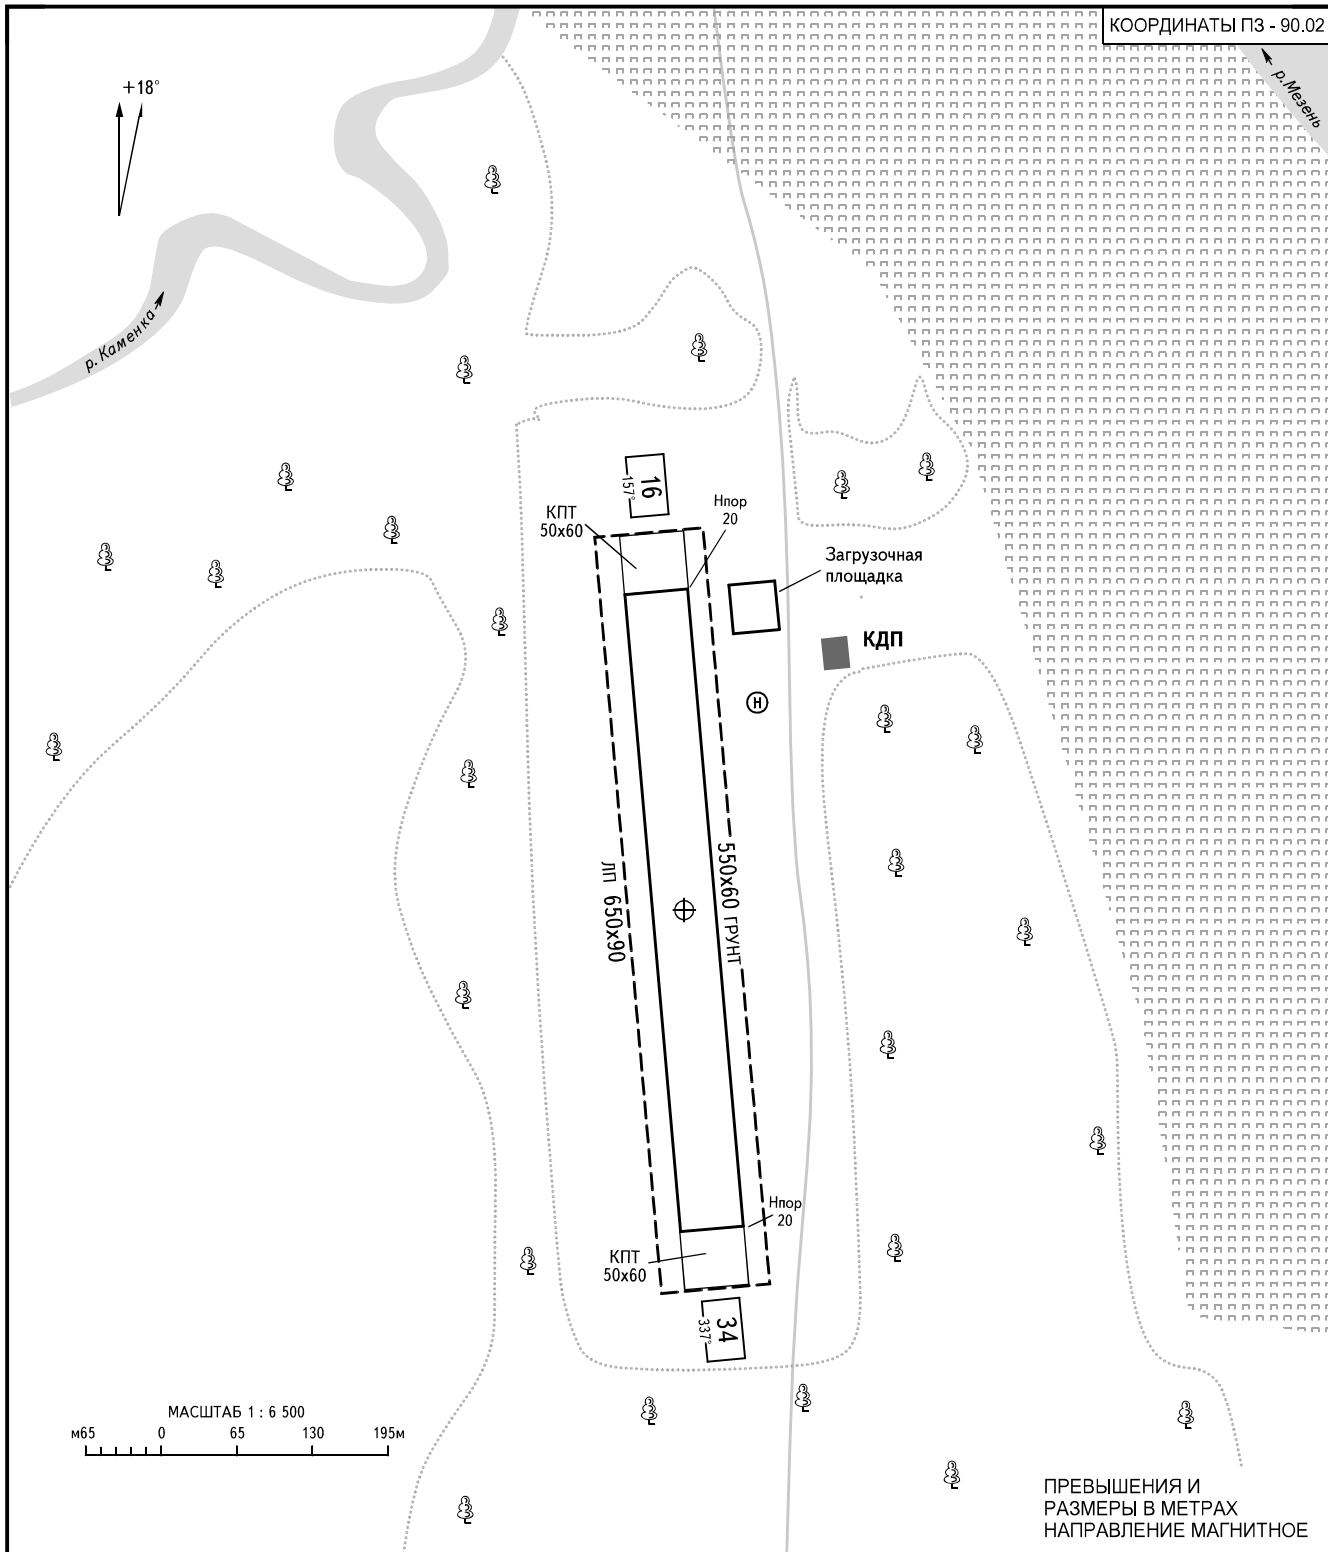 КООРДИНАТЫ ПЗ - 90.02
р.Мезень
+18°
р. Каменка
16
157°
КПТ
50х60
Нпор
20
Загрузочная
площадка
КДП
Н
ЛП 650х90
550х60 ГРУНТ
Нпор
20
КПТ
50х60
34
337°
МАСШТАБ 1 : 6 500
м65 0 65 130 195м
ПРЕВЫШЕНИЯ И
РАЗМЕРЫ В МЕТРАХ
НАПРАВЛЕНИЕ МАГНИТНОЕ